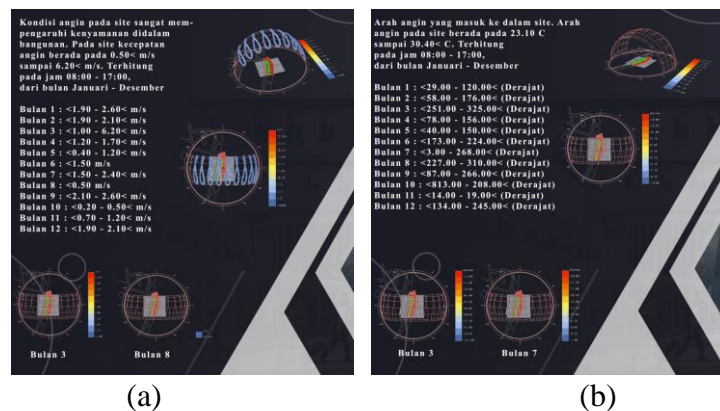 Kondisi angin pada site sangat mem-
pengaruhi kenyamanan didalam
bangunan. Pada site kecepatan
angin berada pada 0.50< m/s
sampai 6.20< m/s. Terhitung
pada jam 08:00 - 17:00,
dari bulan Januari - Desember
Bulan 1 : <1.90 - 2.60< m/s
Bulan 2 : <1.90 - 2.10< m/s
Bulan 3 : <1.00 - 6.20< m/s
Bulan 4 : <1.20 - 1.70< m/s
Bulan 5 : <0.40 - 1.20< m/s
Bulan 6 : <1.50 m/s
Bulan 7 : <1.50 - 2.40< m/s
Bulan 8 : <0.50 m/s
Bulan 9 : <2.10 - 2.60< m/s
Bulan 10 : <0.20 - 0.50< m/s
Bulan 11 : <0.70 - 1.20< m/s
Bulan 12 : <1.90 - 2.10< m/s
Bulan 3
Bulan 8
(a)
Arah angin yang masuk ke dalam site. Arah
angin pada site berada pada 23.10 C
sampai 30.40< C. Terhitung
pada jam 08:00 - 17:00,
dari bulan Januari - Desember
Bulan 1 : <29.00 - 120.00< (Derajat)
Bulan 2 : <58.00 - 176.00< (Derajat)
Bulan 3 : <251.00 - 325.00< (Derajat)
Bulan 4 : <78.00 - 156.00< (Derajat)
Bulan 5 : <40.00 - 150.00< (Derajat)
Bulan 6 : <173.00 - 224.00< (Derajat)
Bulan 7 : <3.00 - 268.00< (Derajat)
Bulan 8 : <227.00 - 310.00< (Derajat)
Bulan 9 : <87.00 - 266.00< (Derajat)
Bulan 10 : <813.00 - 208.00< (Derajat)
Bulan 11 : <14.00 - 19.00< (Derajat)
Bulan 12 : <134.00 - 245.00< (Derajat)
Bulan 3
Bulan 7
(b)